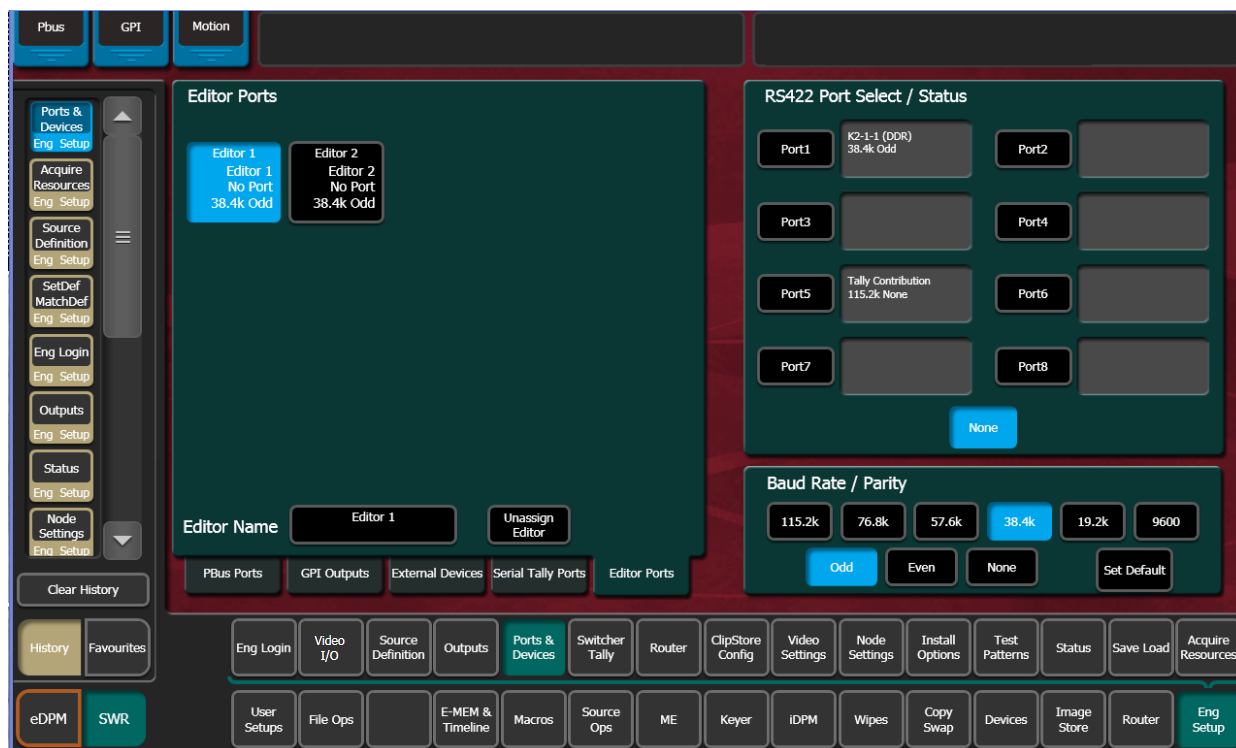 Pbus
GPI
Motion
Ports &
Devices
Eng Setup
Acquire
Resources
Eng Setup
Source
Definition
Eng Setup
SetDef
MatchDef
Eng Setup
Eng Login
Eng Setup
Outputs
Eng Setup
Status
Eng Setup
Node
Settings
Eng Setup
Clear History
History
Favourites
eDPM
SWR
Editor Ports
Editor 1
Editor 1
No Port
38.4k Odd
Editor 2
Editor 2
No Port
38.4k Odd
Editor Name
Editor 1
Unassign
Editor
PBus Ports
GPI Outputs
External Devices
Serial Tally Ports
Editor Ports
RS422 Port Select / Status
Port1
K2-1-1 (DDR)
38.4k Odd
Port2
Port3
Port4
Port5
Tally Contribution
115.2k None
Port6
Port7
Port8
None
Baud Rate / Parity
115.2k
76.8k
57.6k
38.4k
19.2k
9600
Odd
Even
None
Set Default
Eng Login
Video
I/O
Source
Definition
Outputs
Ports &
Devices
Switcher
Tally
Router
ClipStore
Config
Video
Settings
Node
Settings
Install
Options
Test
Patterns
Status
Save Load
Acquire
Resources
User
Setups
File Ops
E-MEM &
Timeline
Macros
Source
Ops
ME
Keyer
iDPM
Wipes
Copy
Swap
Devices
Image
Store
Router
Eng
Setup